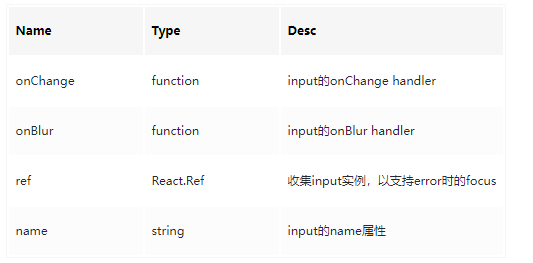 Name Type Desc
onChange function input的onChange handler
onBlur function input的onBlur handler
ref React.Ref 收集input实例，以支持error时的focus
name string input的name属性